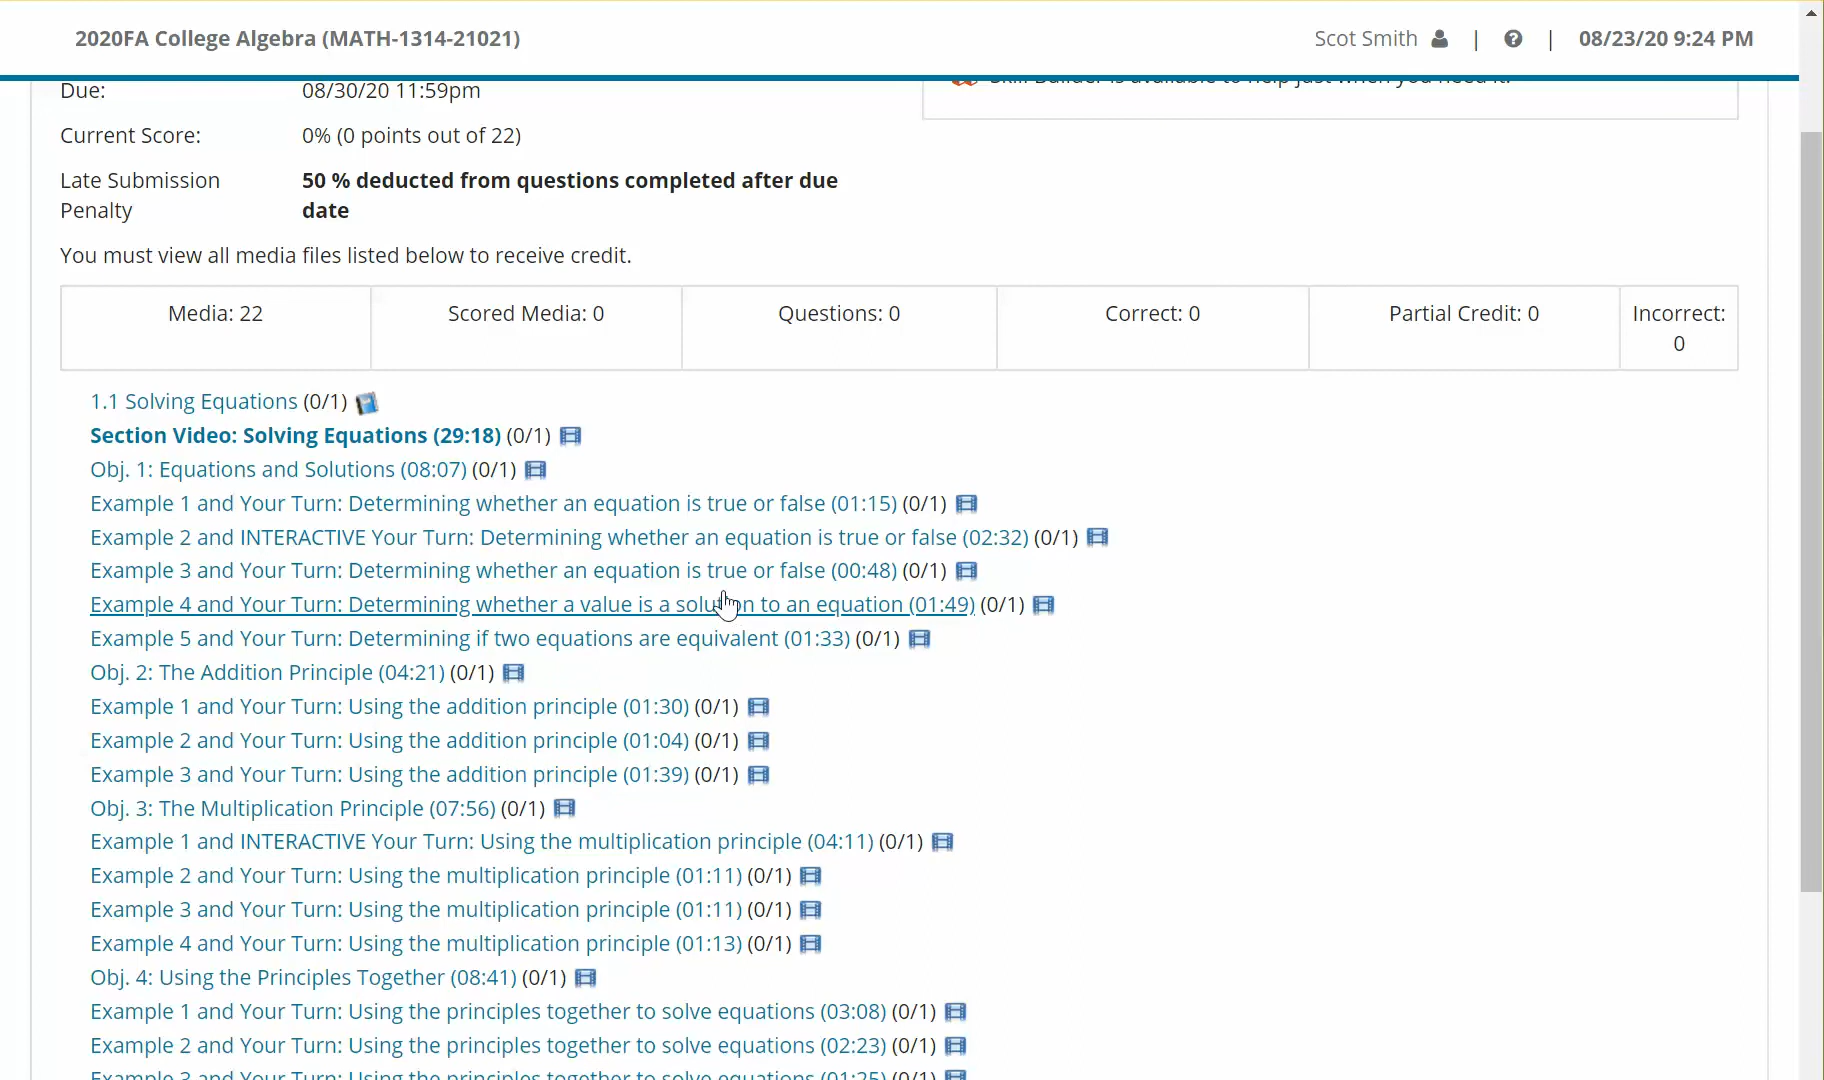 2020FA College Algebra (MATH-1314-21021)
Scot Smith | | 08/23/20 9:24 PM
Skill Builder is available to help just when you need it.
Due: 08/30/20 11:59pm
Current Score: 0% (0 points out of 22)
Late Submission Penalty
50 % deducted from questions completed after due date
You must view all media files listed below to receive credit.
Media: 22
Scored Media: 0
Questions: 0
Correct: 0
Partial Credit: 0
Incorrect: 0
1.1 Solving Equations (0/1)
Section Video: Solving Equations (29:18) (0/1)
Obj. 1: Equations and Solutions (08:07) (0/1)
Example 1 and Your Turn: Determining whether an equation is true or false (01:15) (0/1)
Example 2 and INTERACTIVE Your Turn: Determining whether an equation is true or false (02:32) (0/1)
Example 3 and Your Turn: Determining whether an equation is true or false (00:48) (0/1)
Example 4 and Your Turn: Determining whether a value is a solution to an equation (01:49) (0/1)
Example 5 and Your Turn: Determining if two equations are equivalent (01:33) (0/1)
Obj. 2: The Addition Principle (04:21) (0/1)
Example 1 and Your Turn: Using the addition principle (01:30) (0/1)
Example 2 and Your Turn: Using the addition principle (01:04) (0/1)
Example 3 and Your Turn: Using the addition principle (01:39) (0/1)
Obj. 3: The Multiplication Principle (07:56) (0/1)
Example 1 and INTERACTIVE Your Turn: Using the multiplication principle (04:11) (0/1)
Example 2 and Your Turn: Using the multiplication principle (01:11) (0/1)
Example 3 and Your Turn: Using the multiplication principle (01:11) (0/1)
Example 4 and Your Turn: Using the multiplication principle (01:13) (0/1)
Obj. 4: Using the Principles Together (08:41) (0/1)
Example 1 and Your Turn: Using the principles together to solve equations (03:08) (0/1)
Example 2 and Your Turn: Using the principles together to solve equations (02:23) (0/1)
Example 3 and Your Turn: Using the principles together to solve equations (01:25) (0/1)